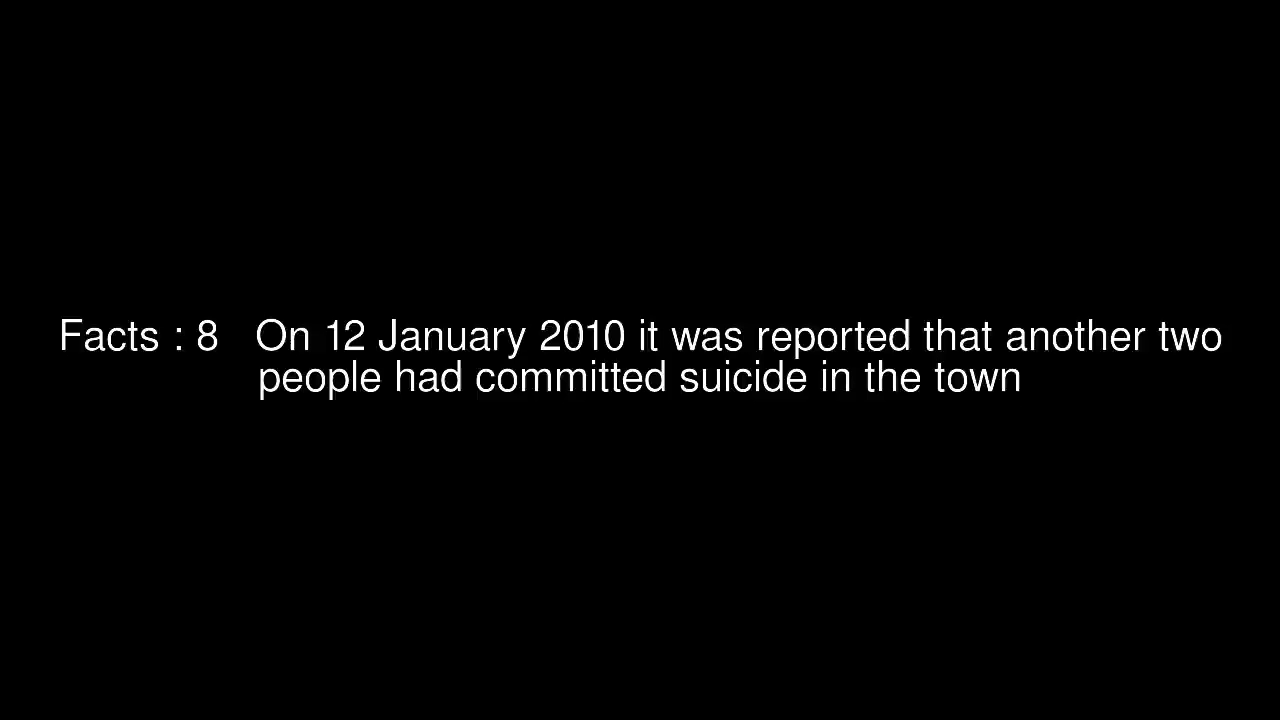 Facts : 8 On 12 January 2010 it was reported that another two
people had committed suicide in the town